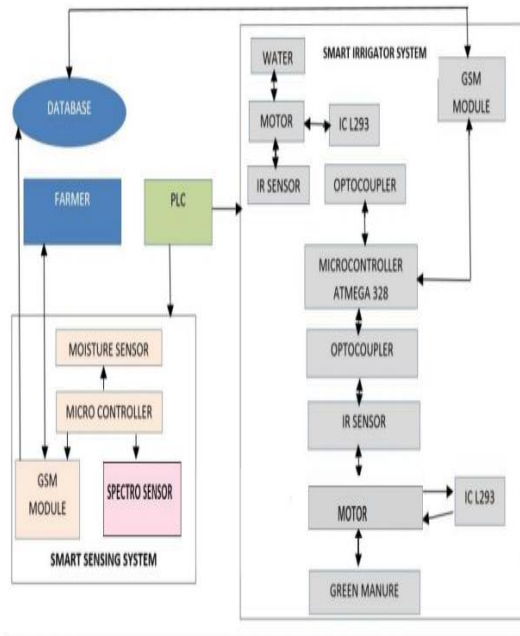 SMART IRRIGATOR SYSTEM
WATER
GSM
MODULE
DATABASE
MOTOR
IC L293
IR SENSOR
OPTOCOUPLER
FARMER
PLC
MICROCONTROLLER
ATMEGA 328
OPTOCOUPLER
MOISTURE SENSOR
MICRO CONTROLLER
IR SENSOR
GSM
MODULE
SPECTRO SENSOR
MOTOR
IC L293
SMART SENSING SYSTEM
GREEN MANURE